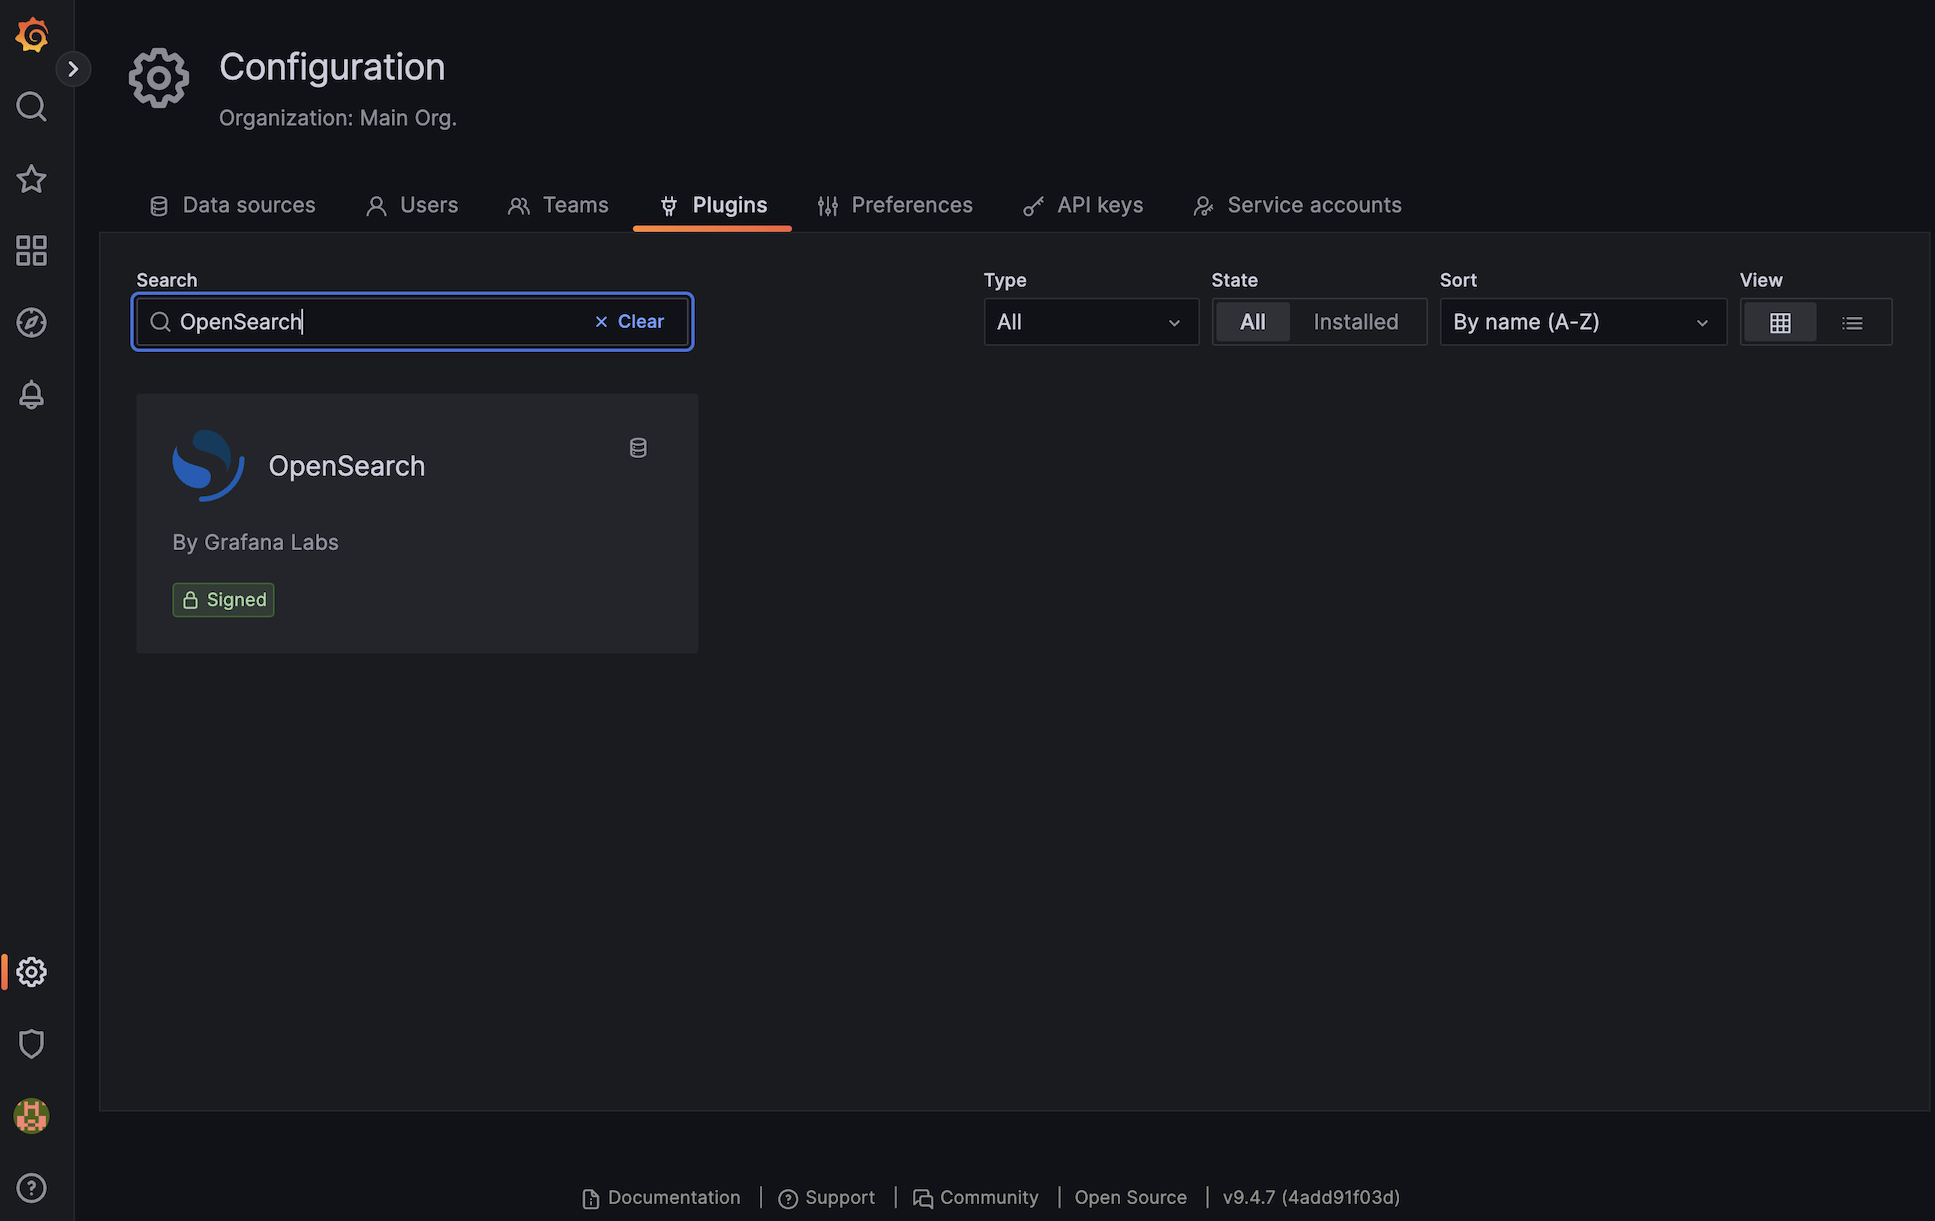 Configuration
Organization: Main Org.
Data sources Users Teams Plugins Preferences API keys Service accounts
Search Type State Sort View
OpenSearch Clear All All Installed By name (A-Z)
OpenSearch
By Grafana Labs
Signed
Documentation | Support | Community | Open Source | v9.4.7 (4add91f03d)